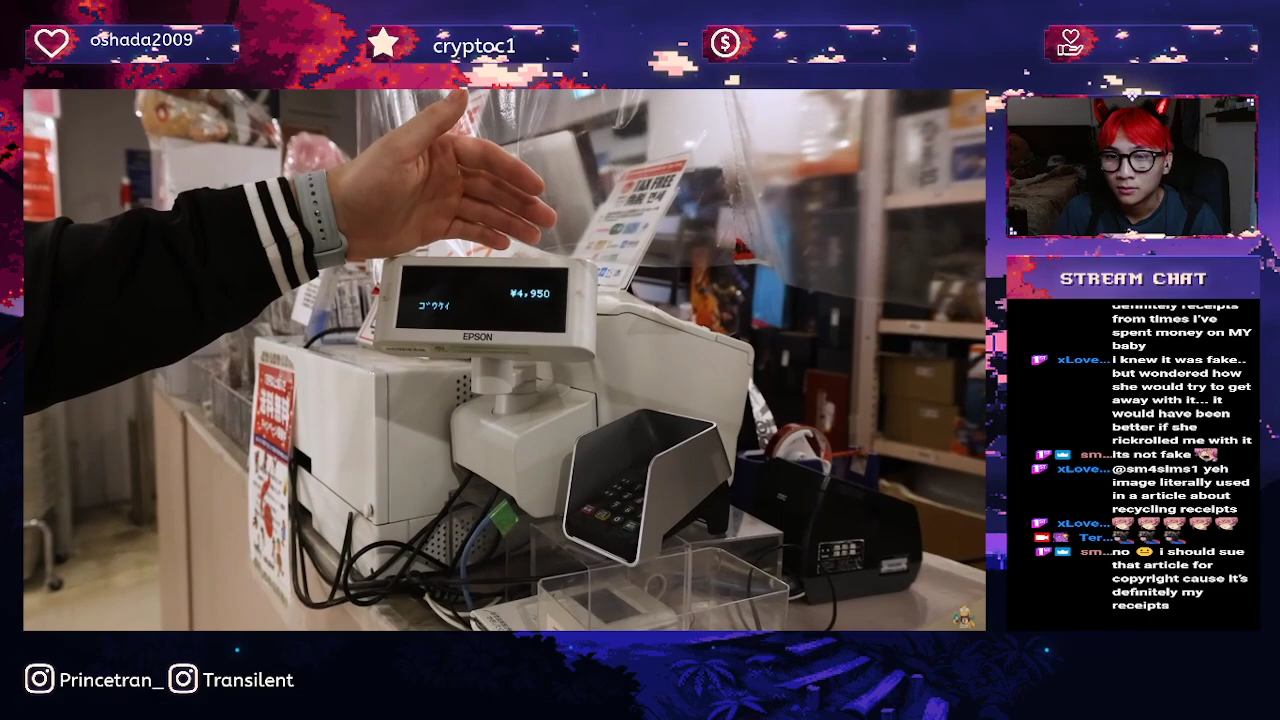 oshada2009
cryptoc1
TAX FREE
¥4,950
ゴウケイ
EPSON
STREAM CHAT
definitely receipts
from times I've
spent money on MY
baby
xLove... i knew it was fake..
but wondered how
she would try to get
away with it... it
would have been
better if she
rickrolled me with it
sm... its not fake
xLove... @sm4slms1 yeh
image literally used
in a article about
recycling receipts
xLove...
Ter...
sm... no 😐 i should sue
that article for
copyright cause it's
definitely my
receipts
Princetran_
Transilent